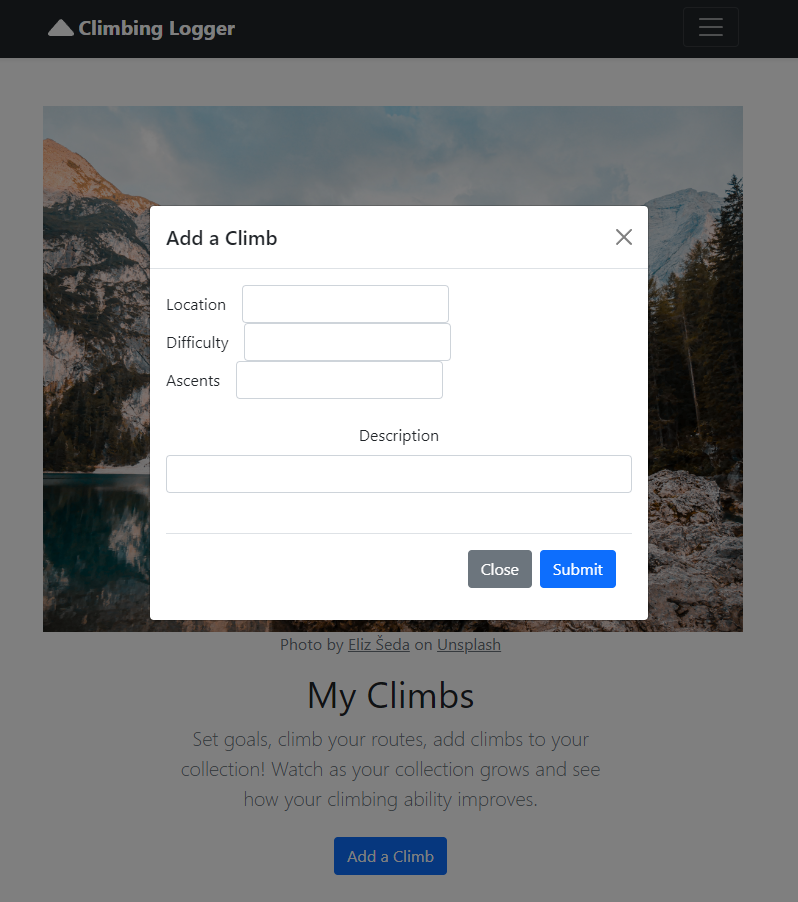 Climbing Logger
Add a Climb
Location
Difficulty
Ascents
Description
Close Submit
Photo by Eliz Šeda on Unsplash
My Climbs
Set goals, climb your routes, add climbs to your
collection! Watch as your collection grows and see
how your climbing ability improves.
Add a Climb